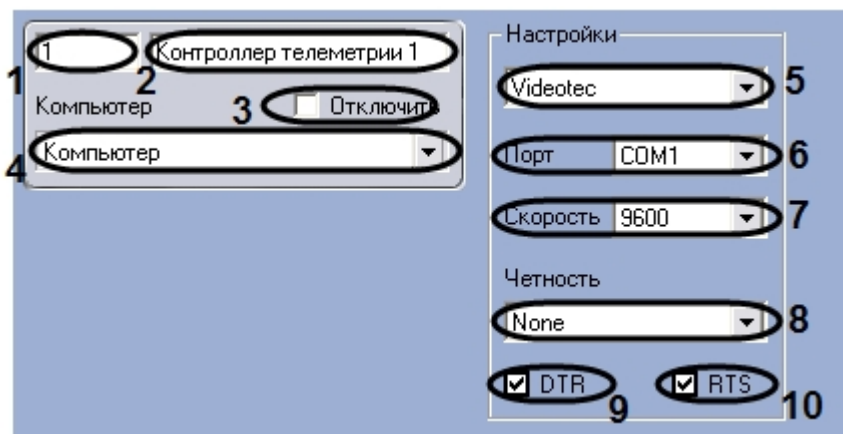 1 Контроллер телеметрии 1
1 2
Компьютер 3 Отключить
Компьютер
4
Настройки
Videotec 5
Порт COM1 6
Скорость 9600 7
Четность
None 8
DTR RTS
9 10